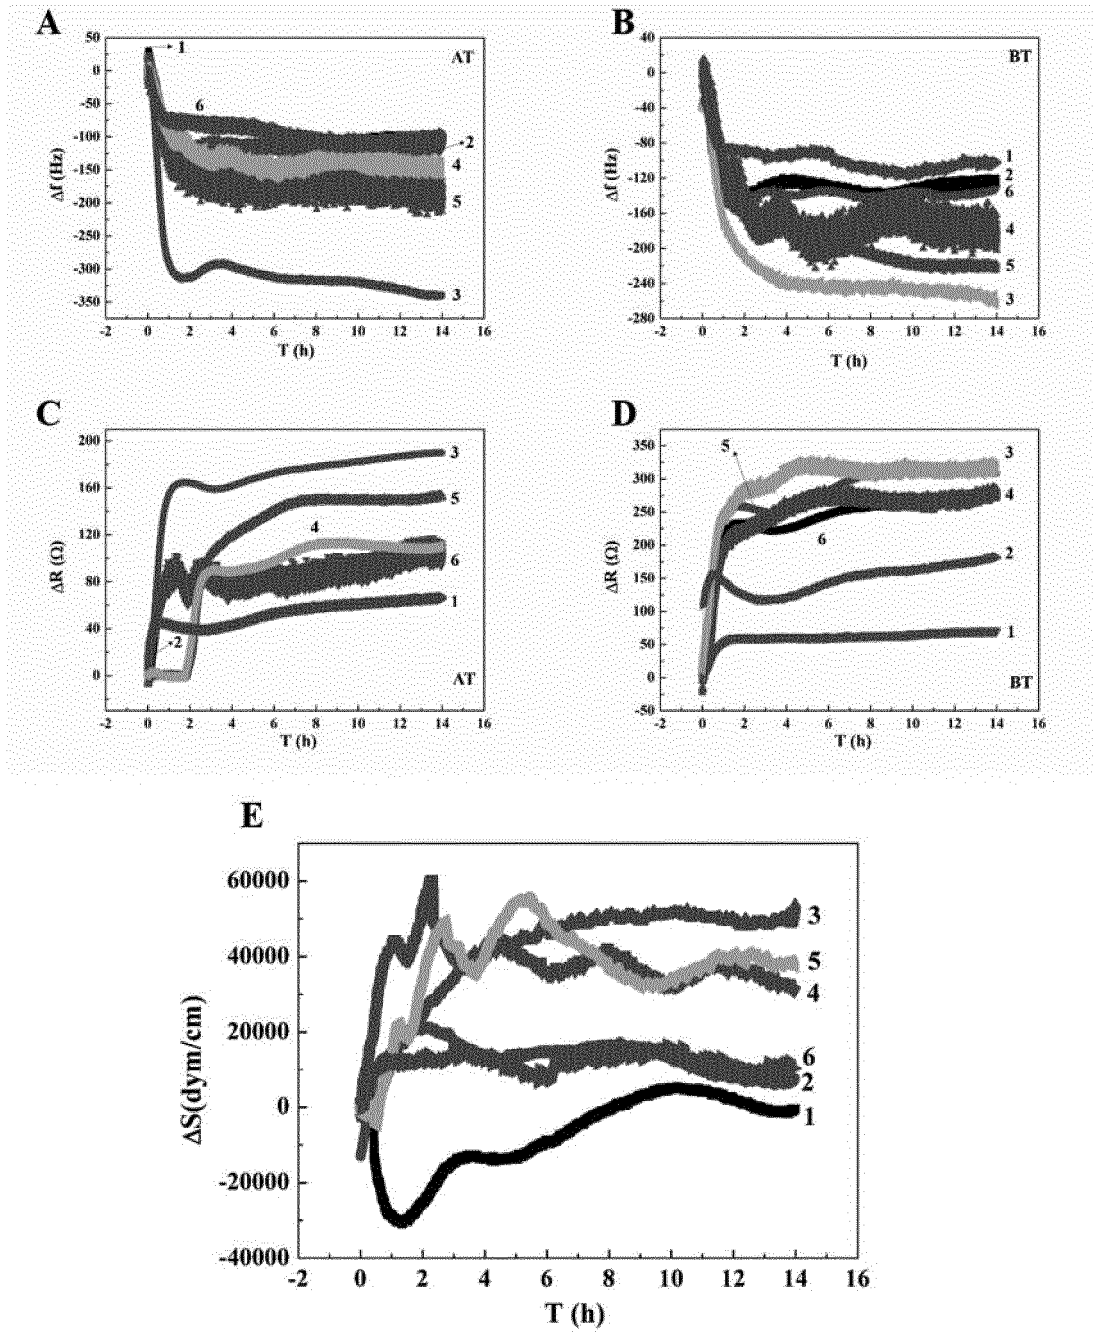 A
B
50
0
-50
-100
-150
-200
-250
-300
-350
Δf (Hz)
1
AT
6
2
4
5
3
-2 0 2 4 6 8 10 12 14 16
T (h)
40
0
-40
-80
-120
-160
-200
-240
-280
Δf (Hz)
BT
1
2
6
4
5
3
-2 0 2 4 6 8 10 12 14 16
T (h)
C
D
200
160
120
80
40
0
ΔR (Ω)
3
5
4
6
1
2
AT
-2 0 2 4 6 8 10 12 14 16
T (h)
350
300
250
200
150
100
50
0
-50
ΔR (Ω)
5
3
4
6
2
1
BT
-2 0 2 4 6 8 10 12 14 16
T (h)
E
60000
40000
20000
0
-20000
-40000
ΔS(dym/cm)
3
5
4
6
2
1
-2 0 2 4 6 8 10 12 14 16
T (h)